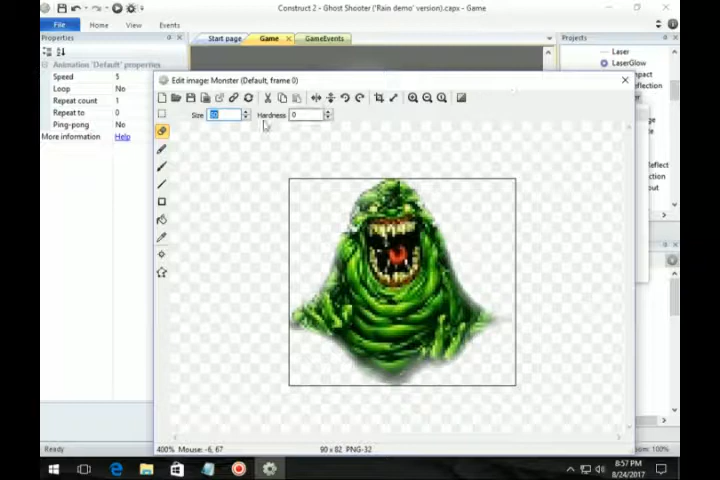 Construct 2 - Ghost Shooter ('Rain demo' version).capx - Game
File Home View Events
Properties
Projects
Start page Game GameEvents
Animation 'Default' properties
Speed 5
Loop No
Repeat count 1
Repeat to 0
Ping-pong No
More information Help
Laser
LaserGlow
Edit image: Monster (Default, frame 0)
Size
Hardness 0
400% Mouse: -6, 67
90 x 82 PNG-32
Ready
8:57 PM
8/24/2017